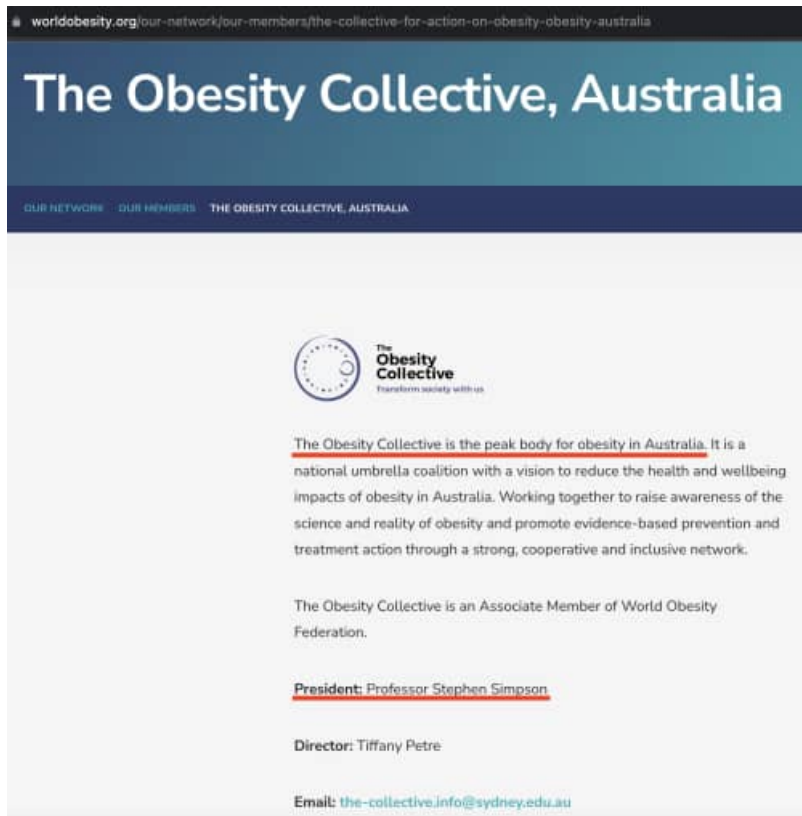 worldobesity.org/our-network/our-members/the-collective-for-action-on-obesity-obesity-australia
The Obesity Collective, Australia
OUR NETWORK OUR MEMBERS THE OBESITY COLLECTIVE, AUSTRALIA
The
Obesity
Collective
Transform society with us
The Obesity Collective is the peak body for obesity in Australia. It is a
national umbrella coalition with a vision to reduce the health and wellbeing
impacts of obesity in Australia. Working together to raise awareness of the
science and reality of obesity and promote evidence-based prevention and
treatment action through a strong, cooperative and inclusive network.
The Obesity Collective is an Associate Member of World Obesity
Federation.
President: Professor Stephen Simpson
Director: Tiffany Petre
Email: the-collective.info@sydney.edu.au